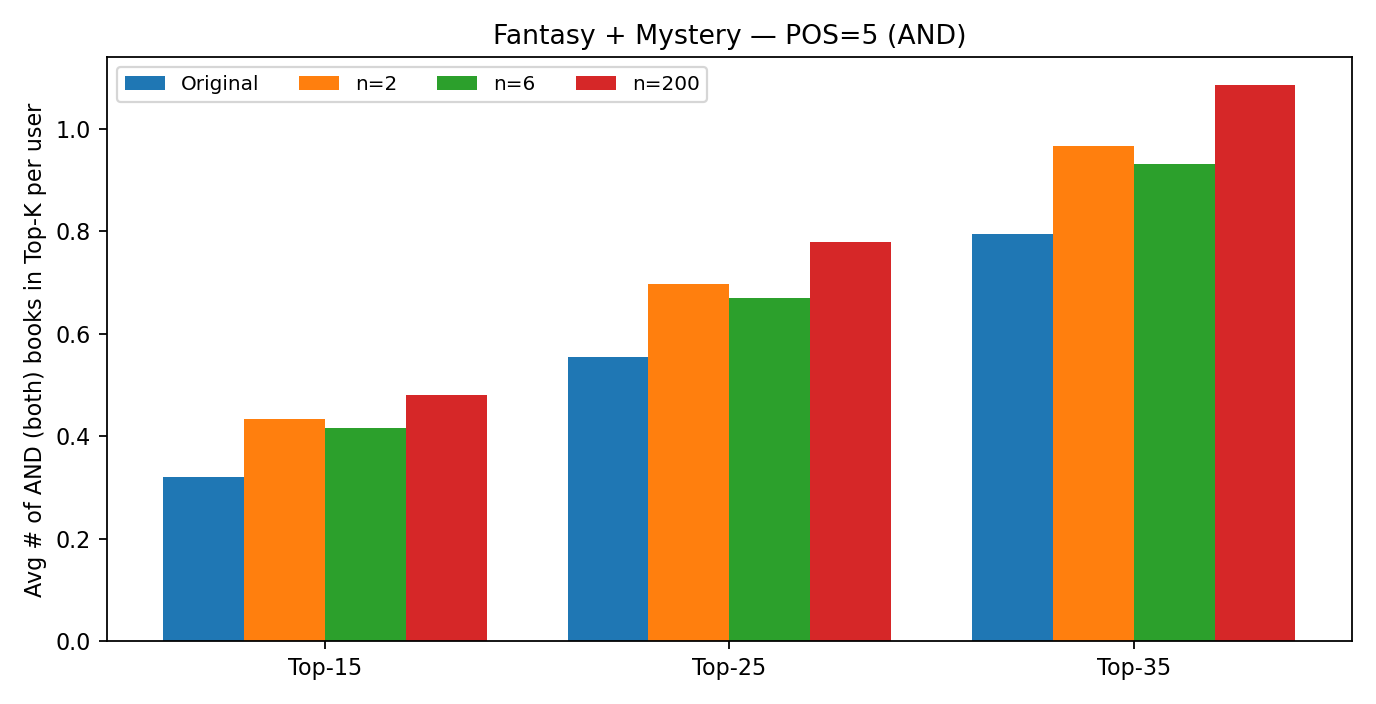 Fantasy + Mystery — POS=5 (AND)
Original n=2 n=6 n=200
Avg # of AND (both) books in Top-K per user
1.0
0.8
0.6
0.4
0.2
0.0
Top-15 Top-25 Top-35